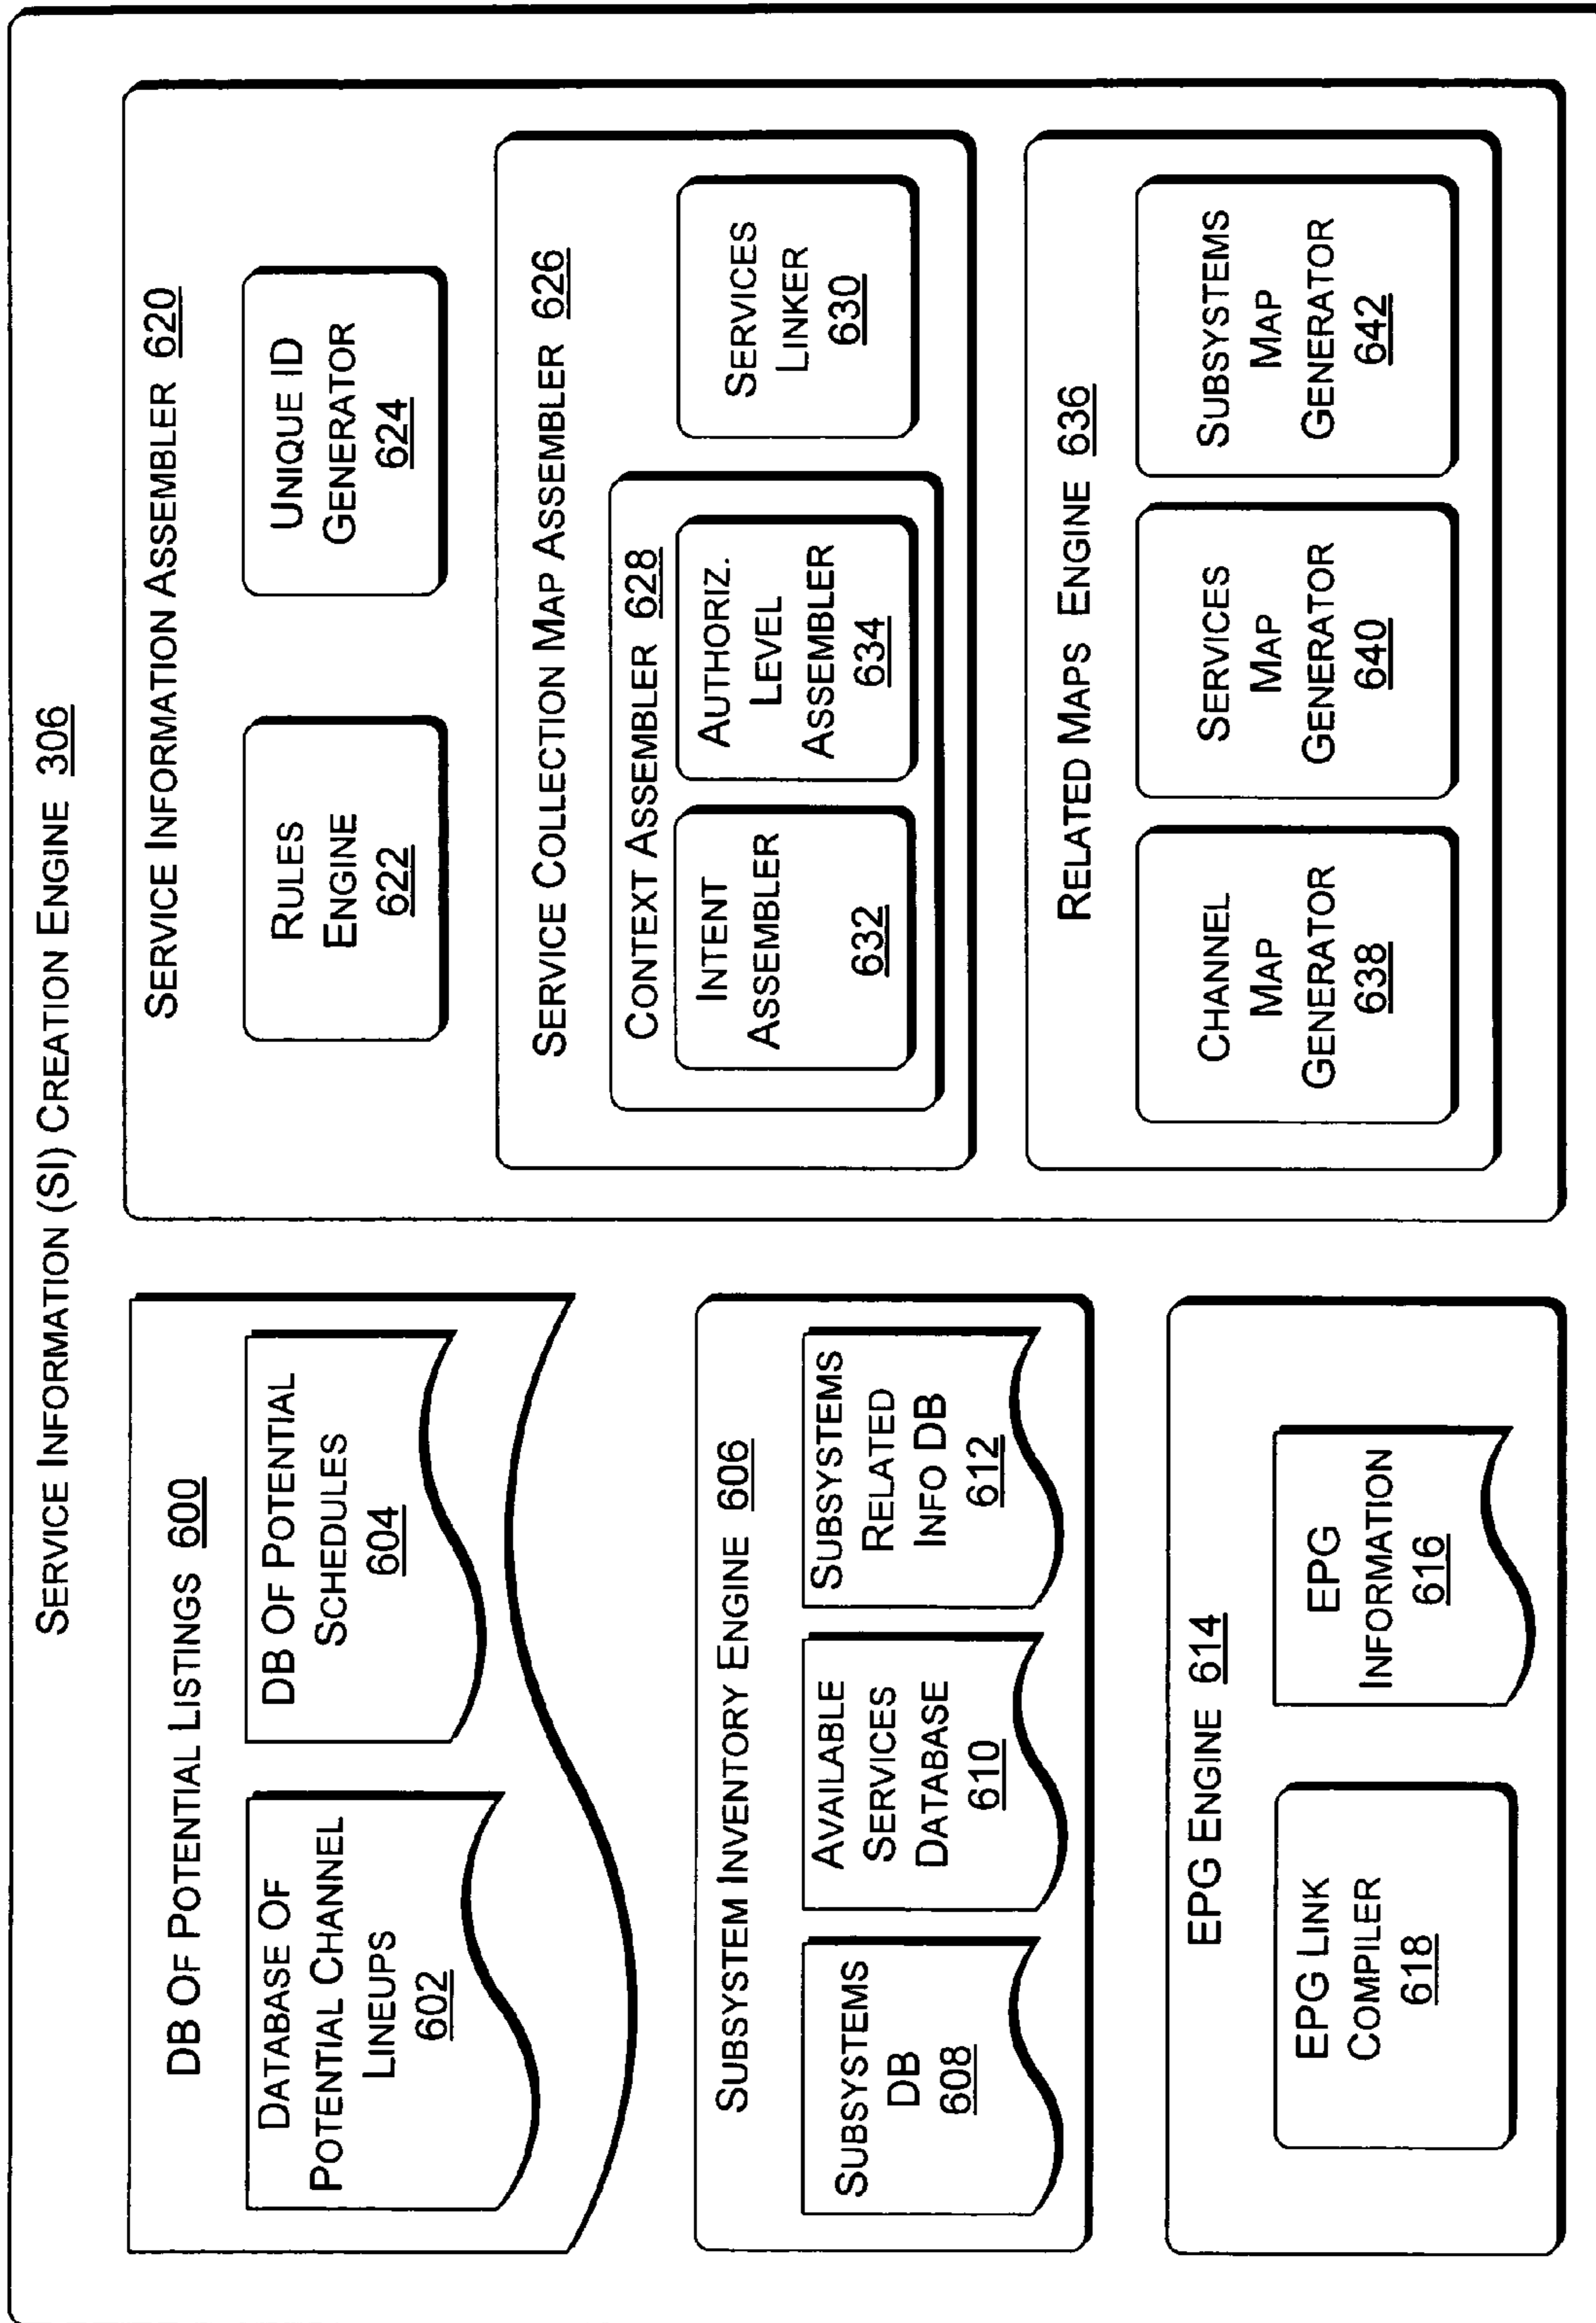 SERVICE INFORMATION (SI) CREATION ENGINE 306
DB OF POTENTIAL LISTINGS 600
DATABASE OF
POTENTIAL CHANNEL
LINEUPS
602
DB OF POTENTIAL
SCHEDULES
604
SUBSYSTEM INVENTORY ENGINE 606
SUBSYSTEMS
DB
608
AVAILABLE
SERVICES
DATABASE
610
SUBSYSTEMS
RELATED
INFO DB
612
EPG ENGINE 614
EPG LINK
COMPILER
618
EPG
INFORMATION
616
SERVICE INFORMATION ASSEMBLER 620
RULES
ENGINE
622
UNIQUE ID
GENERATOR
624
SERVICE COLLECTION MAP ASSEMBLER 626
CONTEXT ASSEMBLER 628
INTENT
ASSEMBLER
632
AUTHORIZ.
LEVEL
ASSEMBLER
634
SERVICES
LINKER
630
RELATED MAPS ENGINE 636
CHANNEL
MAP
GENERATOR
638
SERVICES
MAP
GENERATOR
640
SUBSYSTEMS
MAP
GENERATOR
642